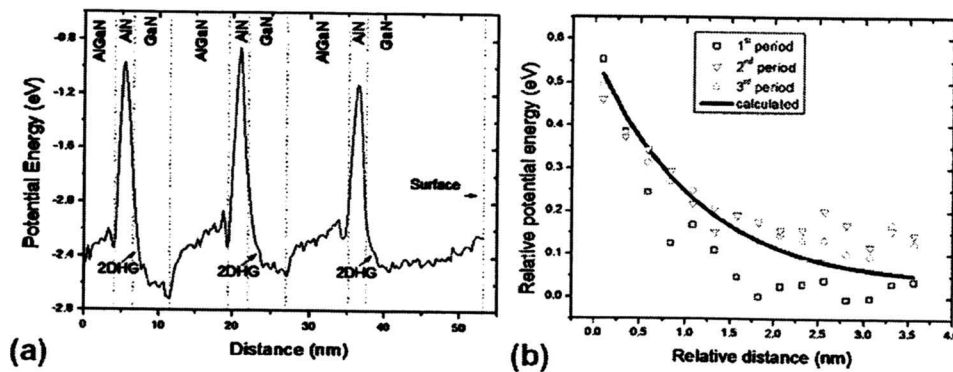 AlGaN AlN GaN AlGaN AlN GaN AlGaN AlN GaN
-0.8
-1.2
-1.6
-2.8
-2.4
-2.8
Potential Energy (eV)
Surface
2DHG 2DHG 2DHG
0 10 20 30 40 50
Distance (nm)
(a)
1st period
2nd period
3rd period
calculated
0.6
0.5
0.4
0.3
0.2
0.1
0.0
Relative potential energy (eV)
0.0 0.5 1.0 1.5 2.0 2.5 3.0 3.5 4.0
Relative distance (nm)
(b)